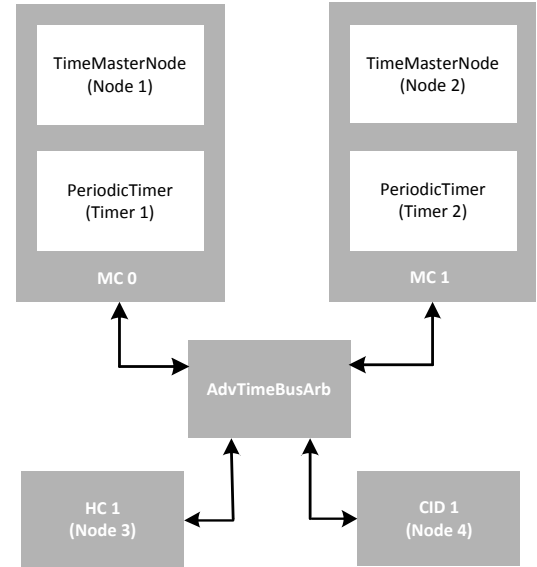 TimeMasterNode
(Node 1)
PeriodicTimer
(Timer 1)
MC 0
TimeMasterNode
(Node 2)
PeriodicTimer
(Timer 2)
MC 1
AdvTimeBusArb
HC 1
(Node 3)
CID 1
(Node 4)